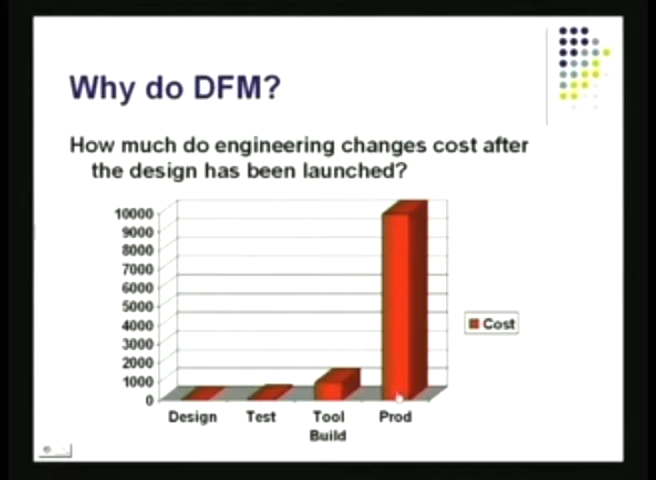 Why do DFM?
How much do engineering changes cost after
the design has been launched?
10000
9000
8000
7000
6000
5000
4000
3000
2000
1000
0
Design Test Tool Prod
Build
Cost